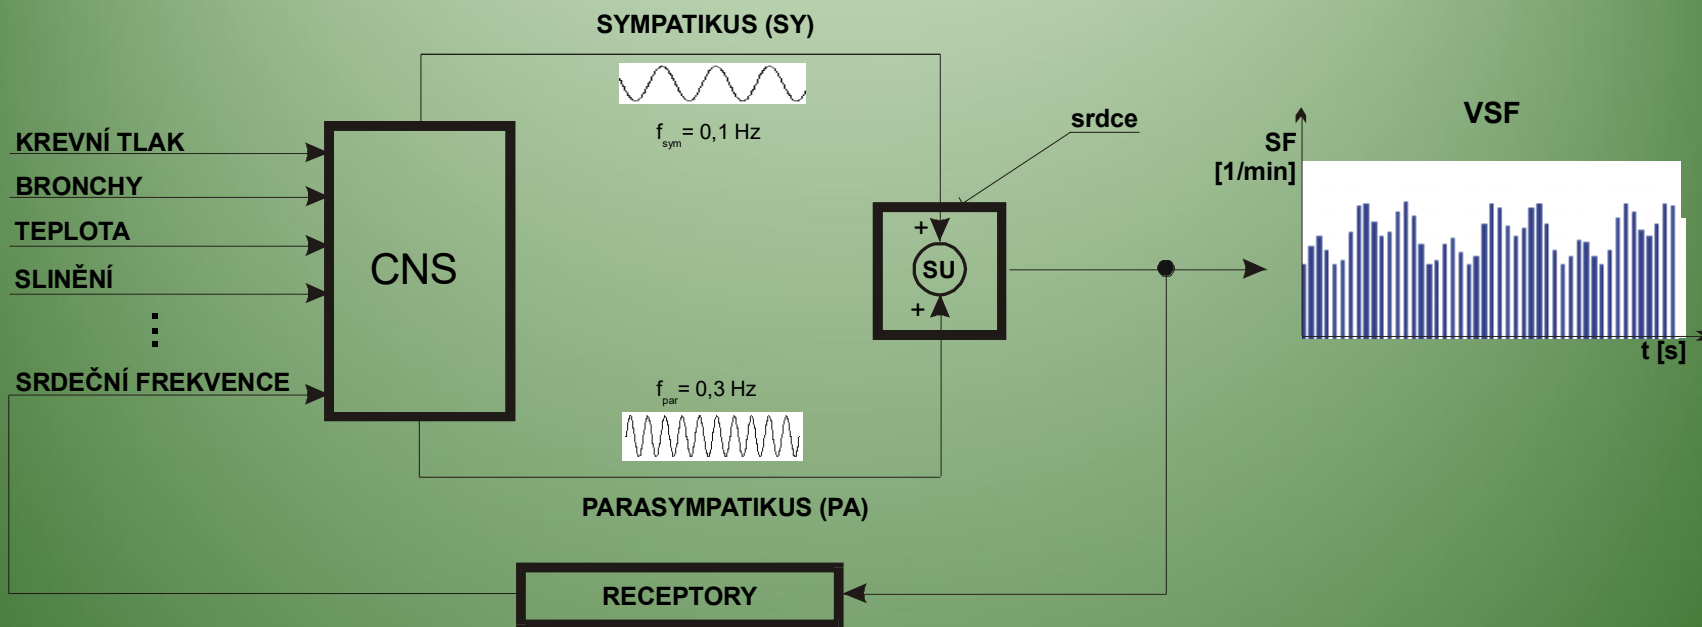 SYMPATIKUS (SY)
f_sym = 0,1 Hz
srdce
VSF
SF
[1/min]
KREVNÍ TLAK
BRONCHY
TEPLOTA
SLINĚNÍ
⋮
SRDEČNÍ FREKVENCE
CNS
+
SU
+
t [s]
f_par = 0,3 Hz
PARASYMPATIKUS (PA)
RECEPTORY